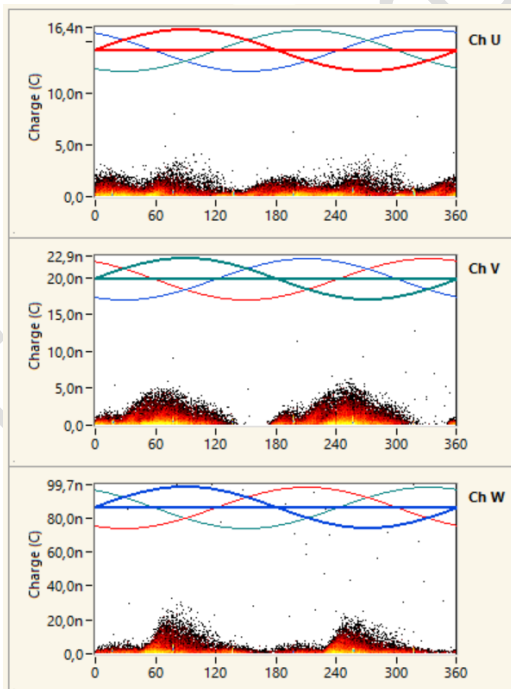 16,4n
Ch U
10,0n
5,0n
0,0
Charge (C)
0 60 120 180 240 300 360
22,9n
Ch V
20,0n
15,0n
10,0n
5,0n
0,0
Charge (C)
0 60 120 180 240 300 360
99,7n
Ch W
80,0n
60,0n
40,0n
20,0n
0,0
Charge (C)
0 60 120 180 240 300 360